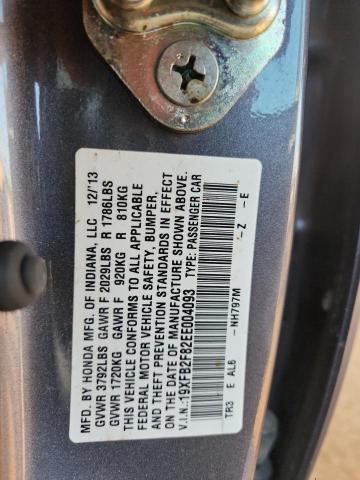 MFD. BY HONDA MFG. OF INDIANA, LLC 12/'13
GVWR 3792LBS GAWR F 2029LBS R 1786LBS
GVWR 1720KG GAWR F 920KG R 810KG
THIS VEHICLE CONFORMS TO ALL APPLICABLE
FEDERAL MOTOR VEHICLE SAFETY, BUMPER,
AND THEFT PREVENTION STANDARDS IN EFFECT
ON THE DATE OF MANUFACTURE SHOWN ABOVE.
V.I.N.:19XFB2F82EE004093 TYPE: PASSENGER CAR
-NH797M -Z -E
TR3 E AL6